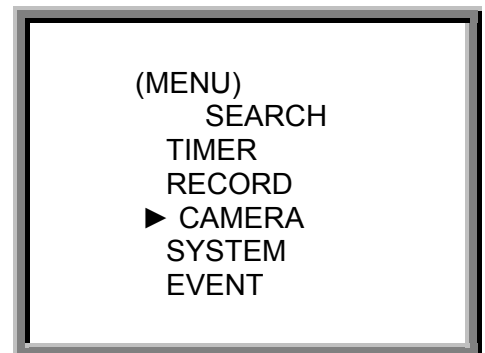 (MENU)
SEARCH
TIMER
RECORD
► CAMERA
SYSTEM
EVENT